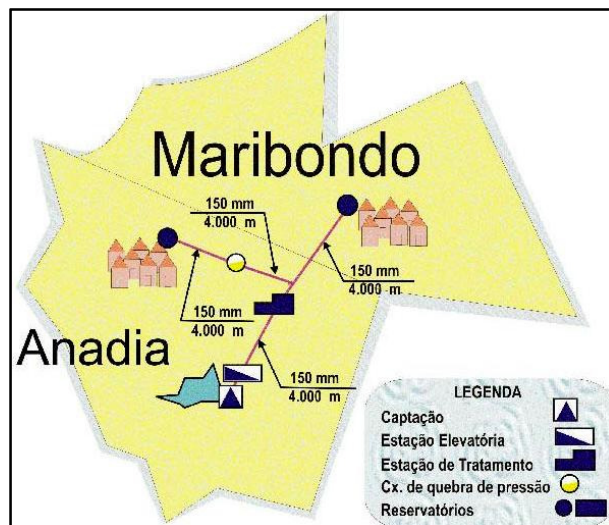 Maribondo
150 mm
4.000 m
150 mm
4.000 m
150 mm
4.000 m
Anadia
150 mm
4.000 m
LEGENDA
Captação
Estação Elevatória
Estação de Tratamento
Cx. de quebra de pressão
Reservatórios